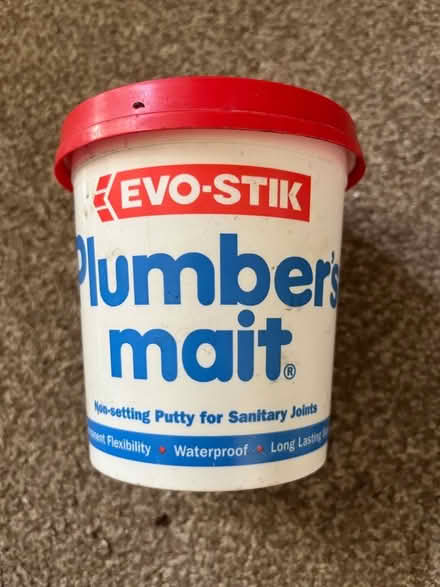 EVO-STIK
Plumber's
mait®
Non-setting Putty for Sanitary Joints
Flexibility • Waterproof • Long Lasting